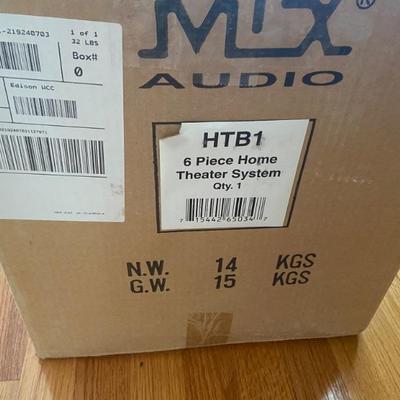 -219248703
1 of 1
32 LBS
Box#
0
Edison WCC
MTX®
AUDIO
HTB1
6 Piece Home
Theater System
Qty. 1
7 15442 65034 7
N.W. 14 KGS
G.W. 15 KGS